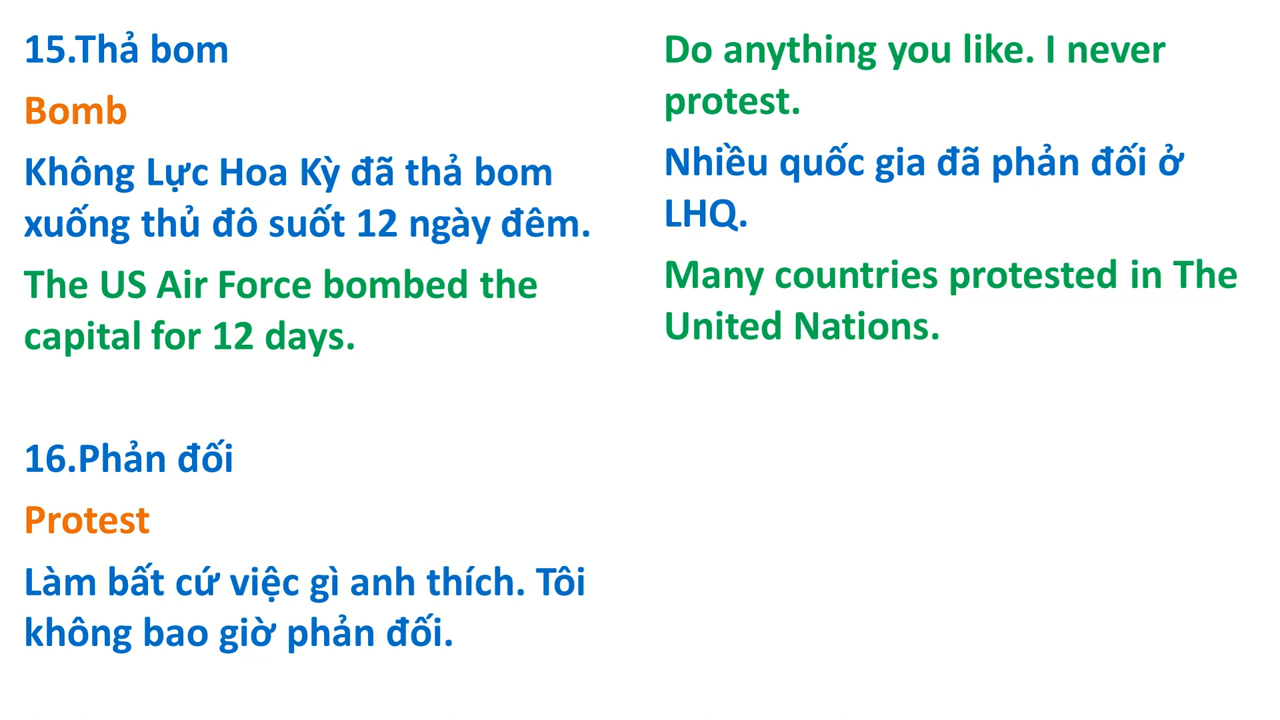 15.Thả bom
Bomb
Không Lực Hoa Kỳ đã thả bom
xuống thủ đô suốt 12 ngày đêm.
The US Air Force bombed the
capital for 12 days.
16.Phản đối
Protest
Làm bất cứ việc gì anh thích. Tôi
không bao giờ phản đối.
Do anything you like. I never
protest.
Nhiều quốc gia đã phản đối ở
LHQ.
Many countries protested in The
United Nations.